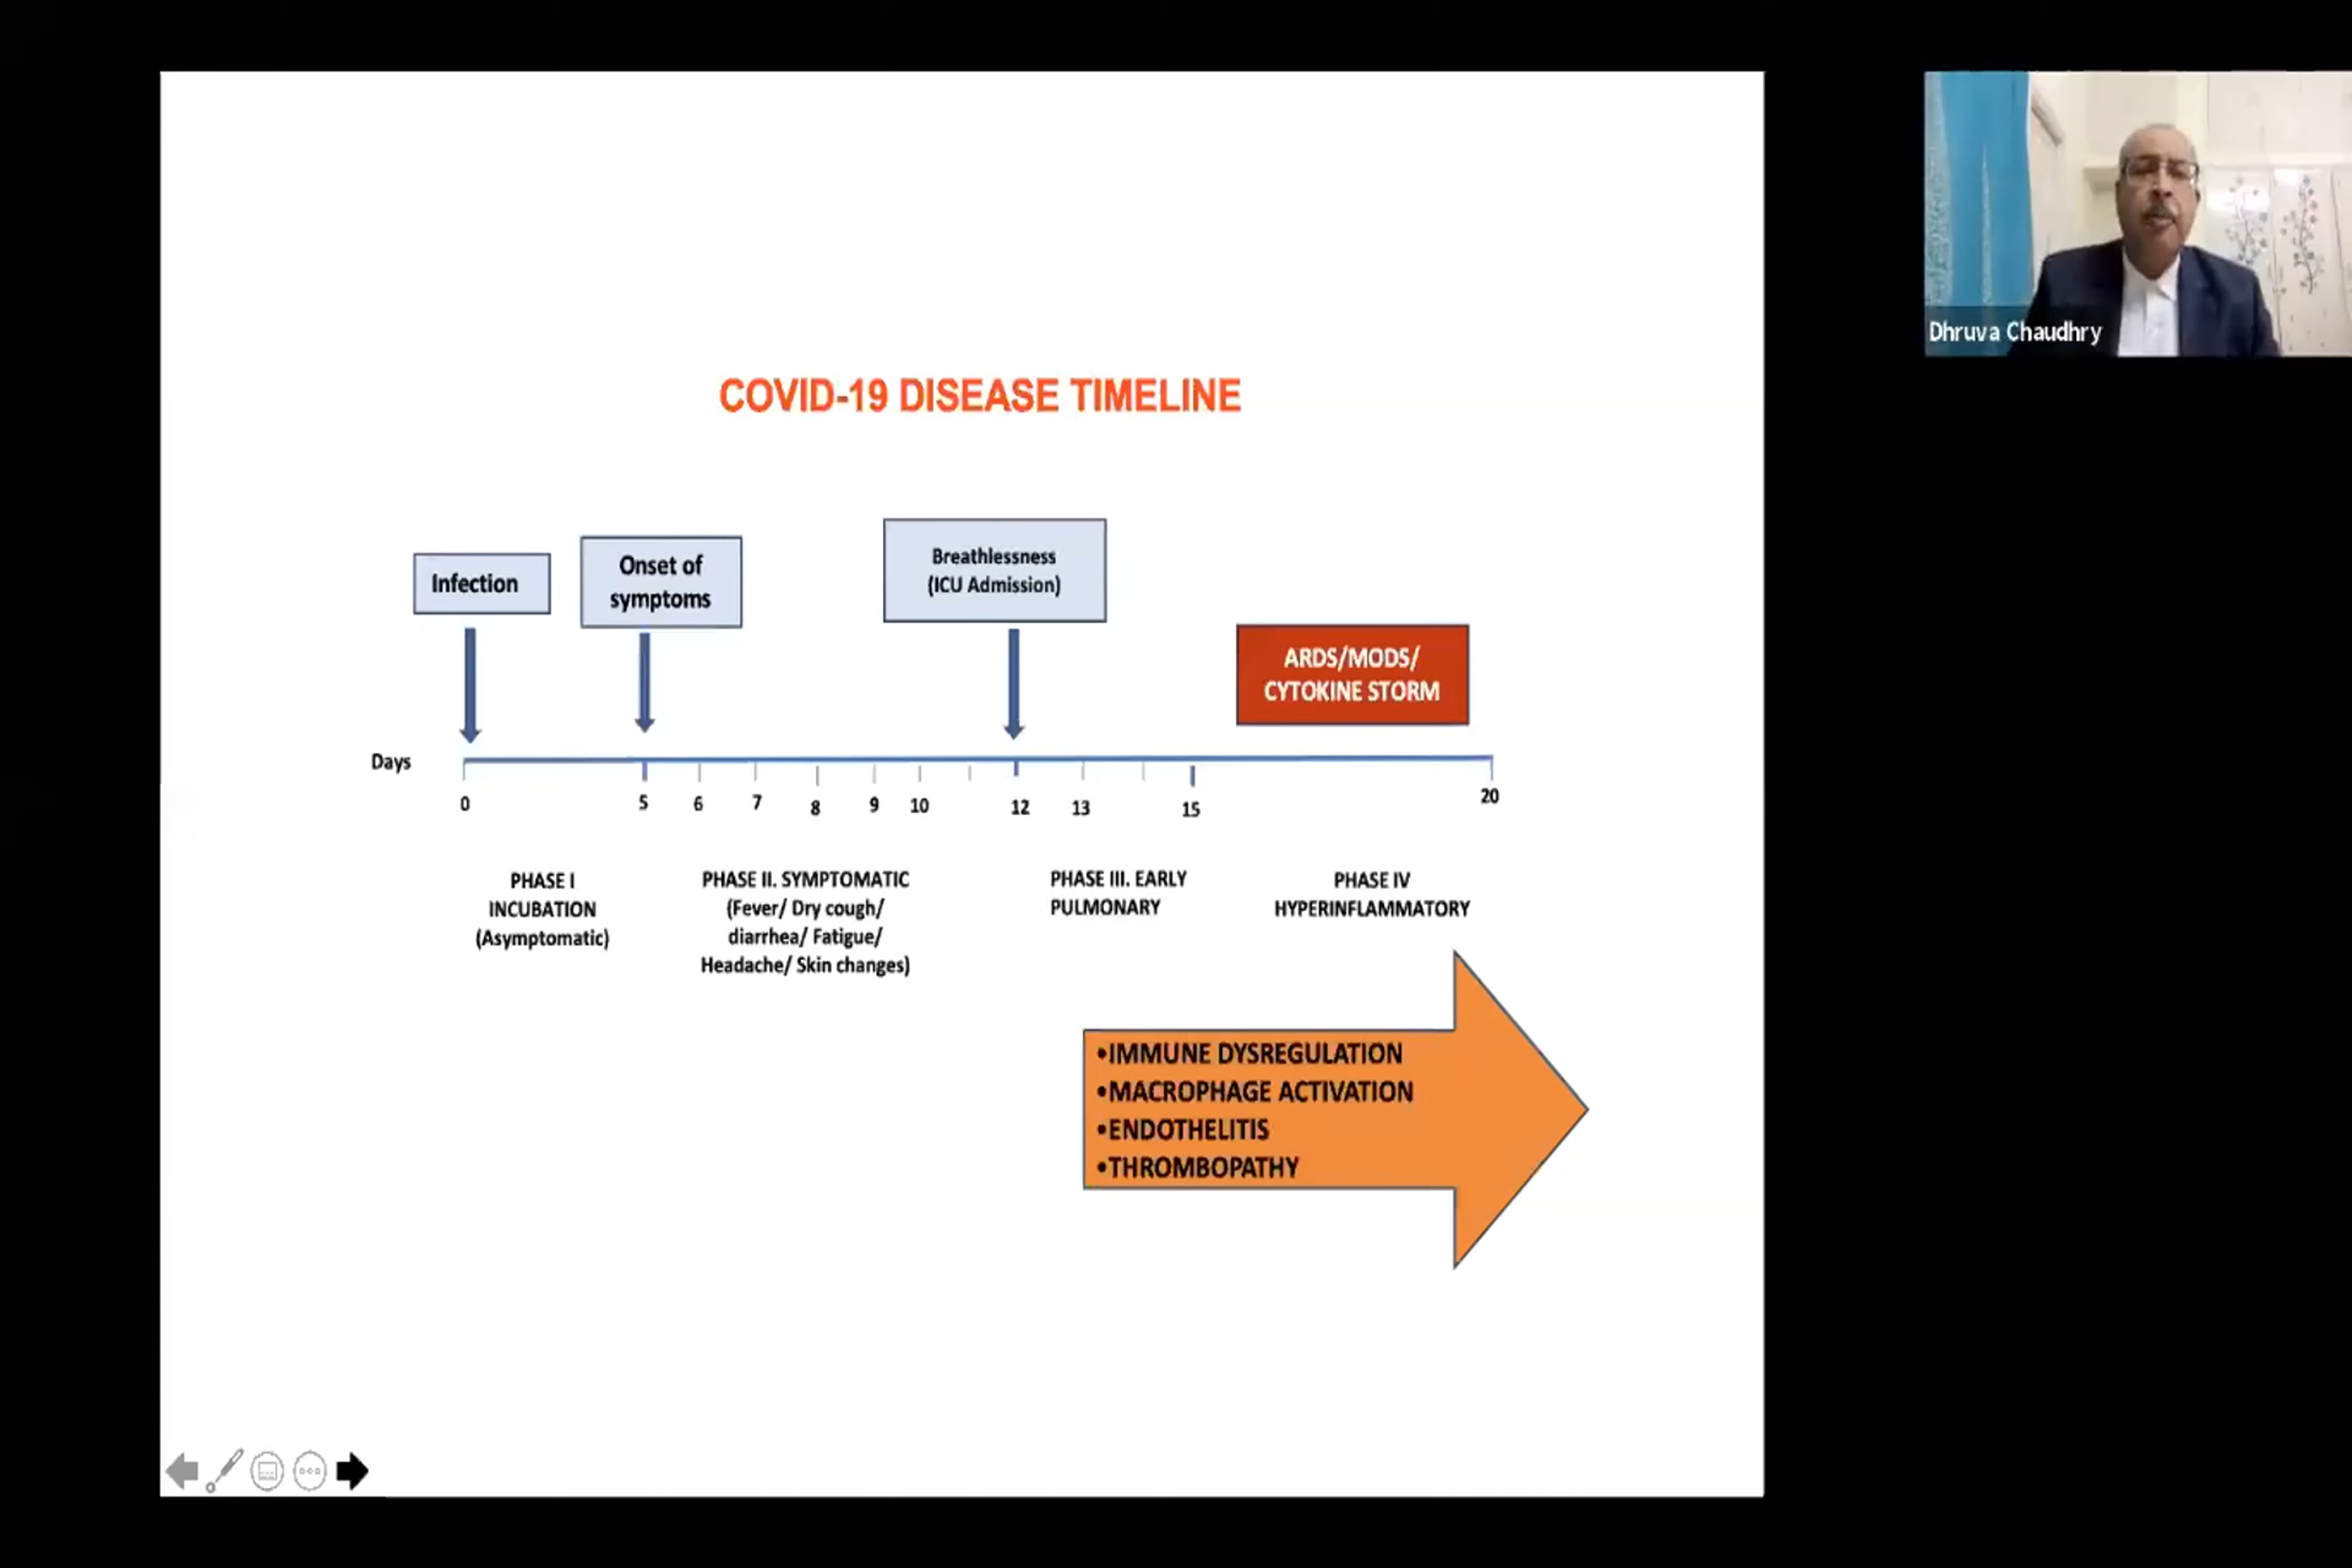 COVID-19 DISEASE TIMELINE
Infection
Onset of
symptoms
Breathlessness
(ICU Admission)
ARDS/MODS/
CYTOKINE STORM
Days
0 5 6 7 8 9 10 12 13 15 20
PHASE I
INCUBATION
(Asymptomatic)
PHASE II. SYMPTOMATIC
(Fever/ Dry cough/
diarrhea/ Fatigue/
Headache/ Skin changes)
PHASE III. EARLY
PULMONARY
PHASE IV
HYPERINFLAMMATORY
•IMMUNE DYSREGULATION
•MACROPHAGE ACTIVATION
•ENDOTHELITIS
•THROMBOPATHY
Dhruva Chaudhry